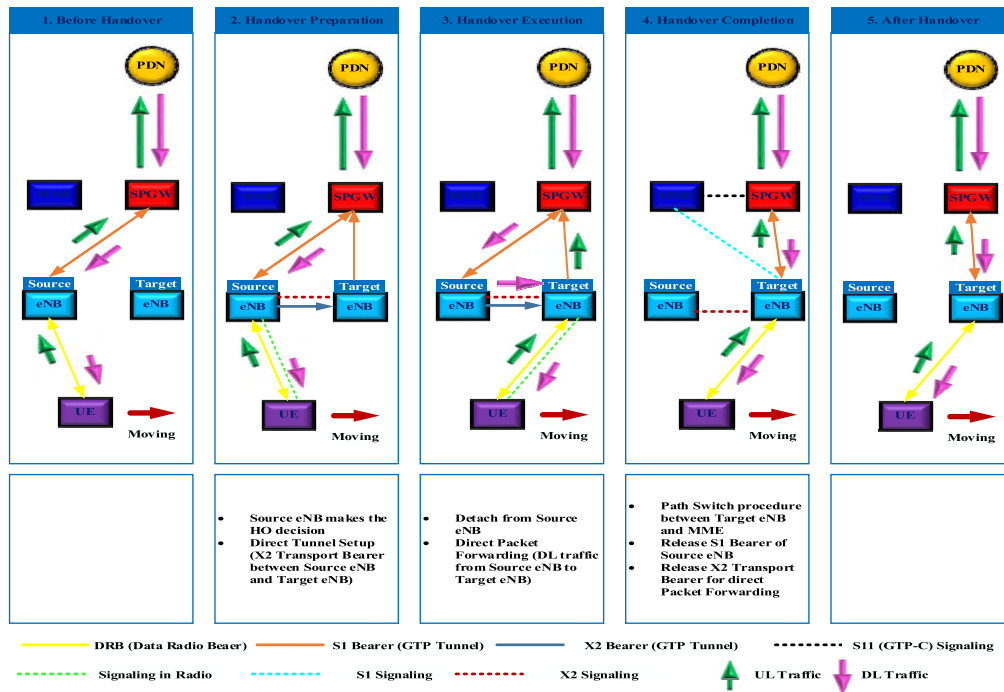 1. Before Handover
2. Handover Preparation
3. Handover Execution
4. Handover Completion
5. After Handover
PDN
PDN
PDN
PDN
PDN
MME
SPGW
MME
SPGW
MME
SPGW
MME
SPGW
MME
SPGW
Source
Target
eNB
eNB
Source
Target
eNB
eNB
Source
Target
eNB
eNB
Target
eNB
eNB
Target
eNB
eNB
UE
Moving
UE
Moving
UE
UE
UE
Moving
Source eNB makes the
HO decision
Direct Tunnel Setup
(X2 Transport Bearer
between Source eNB
and Target eNB)
Detach from Source
eNB
Direct Packet
Forwarding (DL traffic
from Source eNB to
Target eNB)
Path Switch procedure
between Target eNB
and MME
Release S1 Bearer of
Source eNB
Release X2 Transport
Bearer for direct
Packet Forwarding
DRB (Data Radio Beaer)
S1 Bearer (GTP Tunnel)
X2 Bearer (GTP Tunnel)
S11 (GTP-C) Signaling
Signaling in Radio
S1 Signaling
X2 Signaling
UL Traffic
DL Traffic